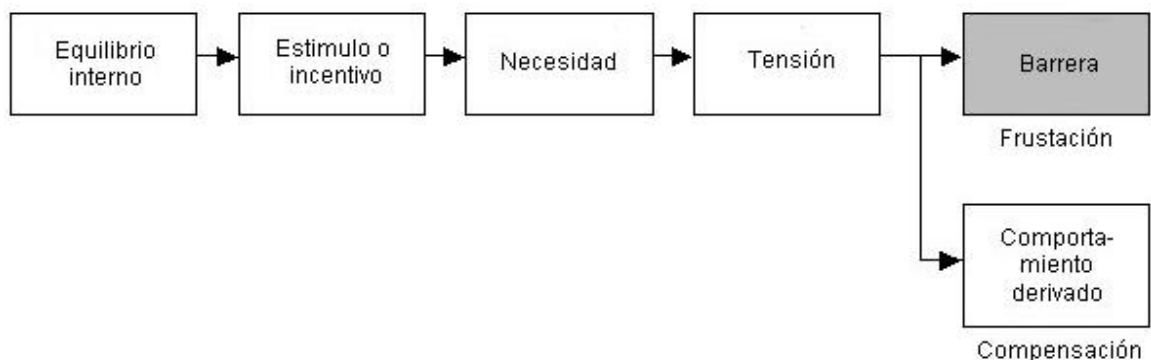 Equilibrio
interno
Estimulo o
incentivo
Necesidad
Tensión
Barrera
Frustación
Comporta-
miento
derivado
Compensación